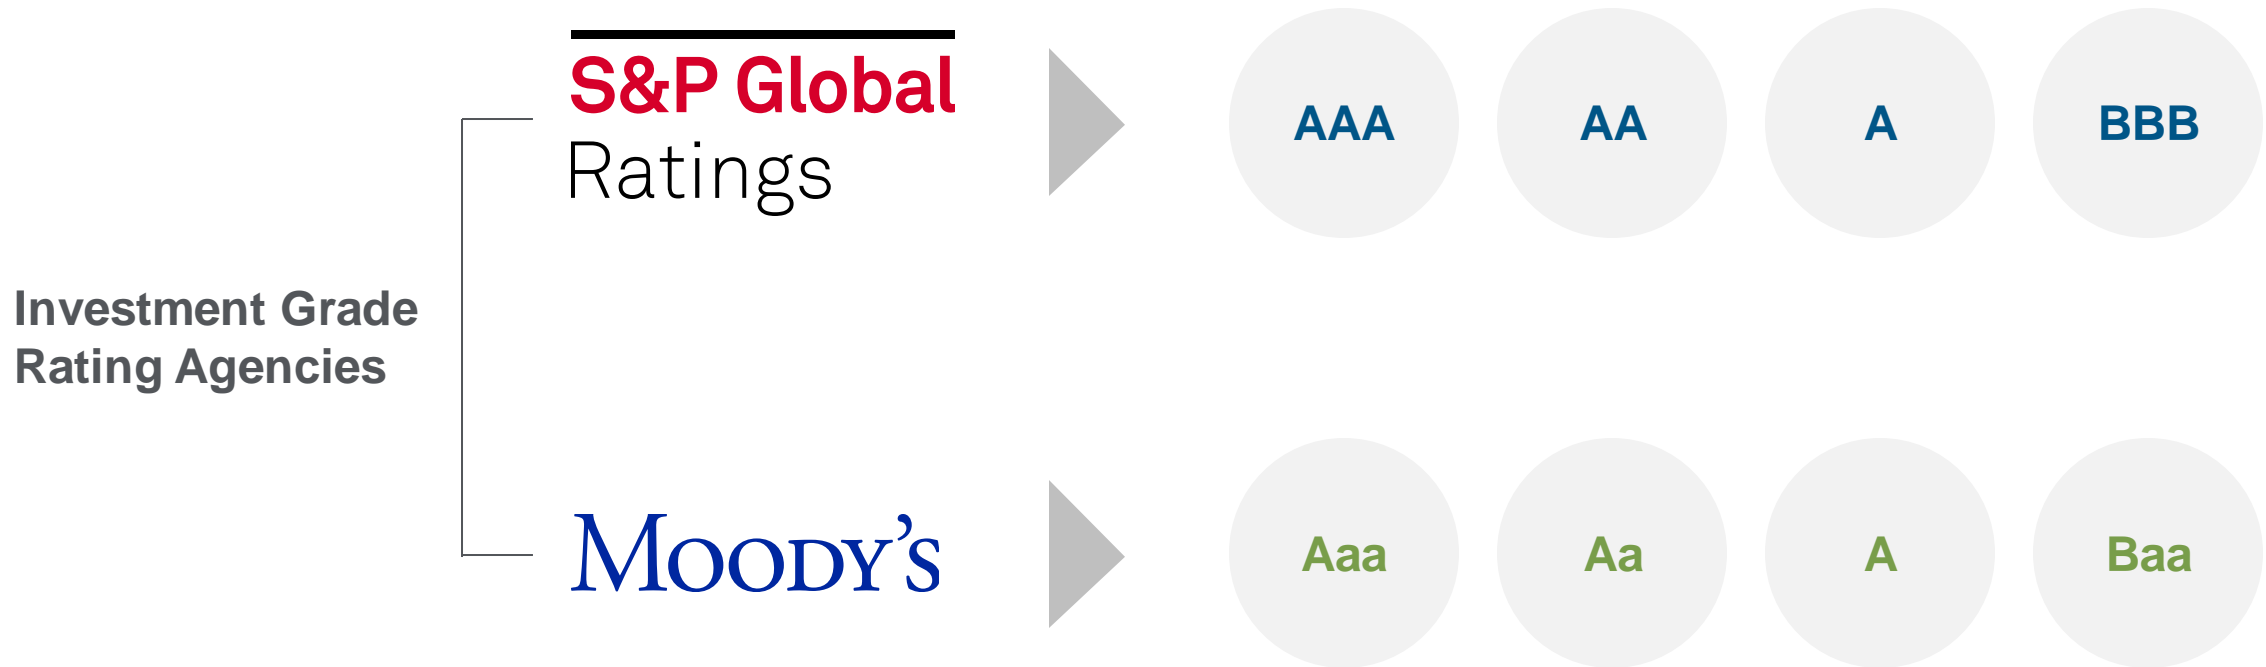 S&P Global
Ratings
AAA AA A BBB
Investment Grade
Rating Agencies
Moody's
Aaa Aa A Baa